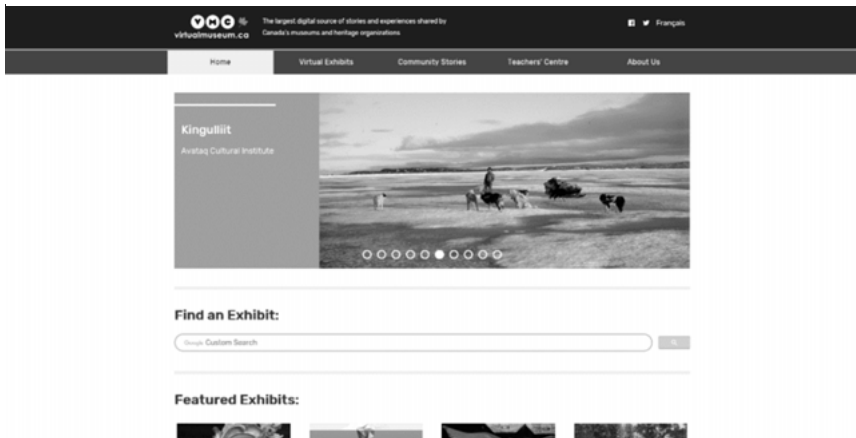 VMC
virtualmuseum.ca
The largest digital source of stories and experiences shared by
Canada's museums and heritage organizations
Français
Home Virtual Exhibits Community Stories Teachers' Centre About Us
Kingulliit
Avataq Cultural Institute
Find an Exhibit:
Google Custom Search
Featured Exhibits: